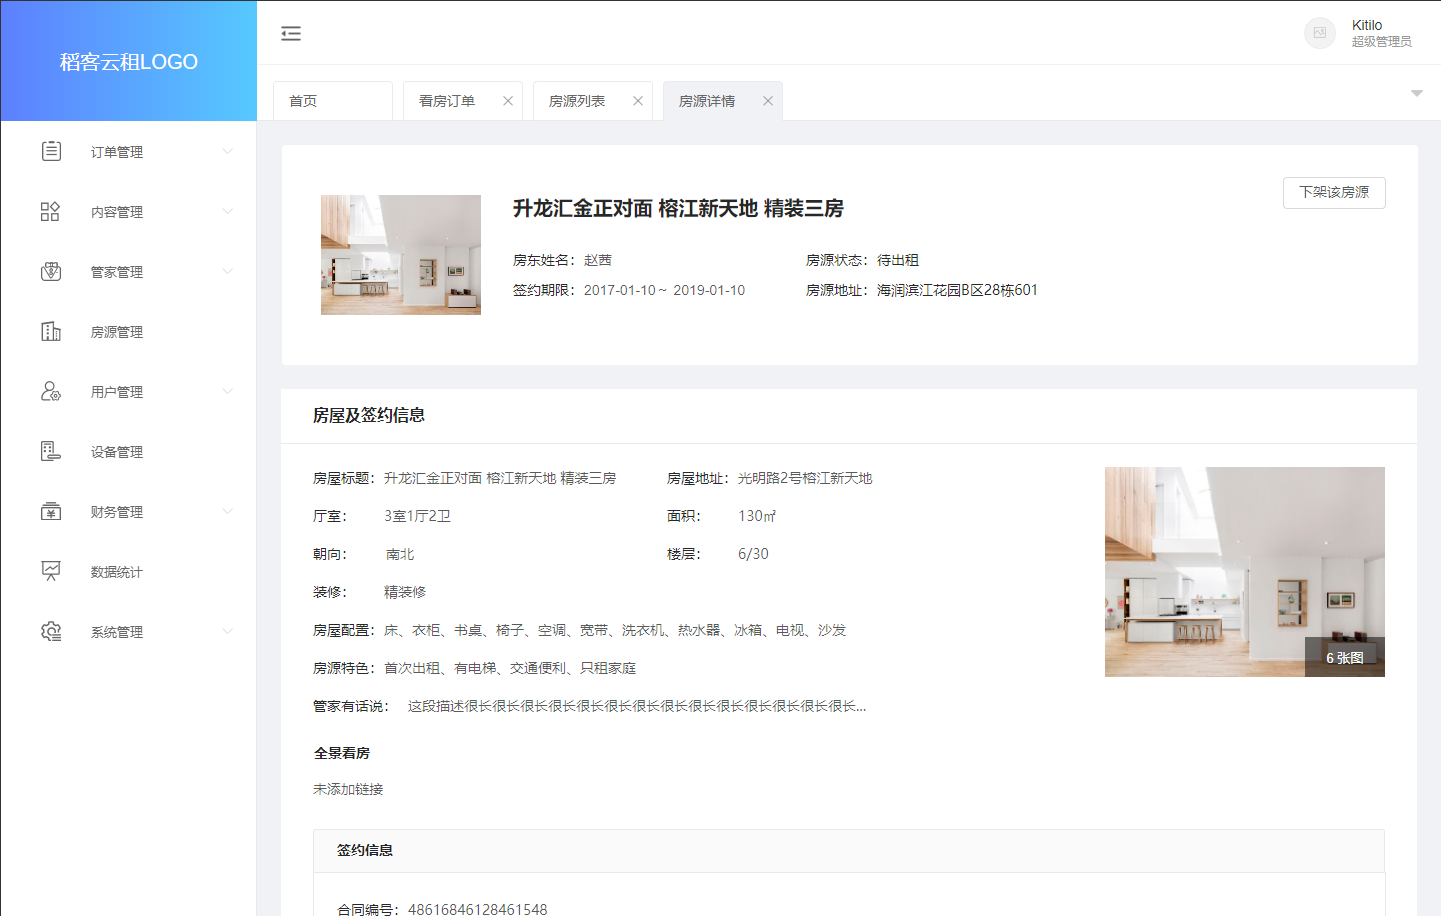 稻客云租LOGO
Kitilo
超级管理员
首页
看房订单
房源列表
房源详情
订单管理
内容管理
管家管理
房源管理
用户管理
设备管理
财务管理
数据统计
系统管理
升龙汇金正对面 榕江新天地 精装三房
下架该房源
房东姓名：赵茜
房源状态：待出租
签约期限：2017-01-10～ 2019-01-10
房源地址：海润滨江花园B区28栋601
房屋及签约信息
房屋标题：升龙汇金正对面 榕江新天地 精装三房
房屋地址：光明路2号榕江新天地
厅室： 3室1厅2卫
面积： 130㎡
朝向： 南北
楼层： 6/30
装修： 精装修
房屋配置：床、衣柜、书桌、椅子、空调、宽带、洗衣机、热水器、冰箱、电视、沙发
房源特色：首次出租、有电梯、交通便利、只租家庭
管家有话说： 这段描述很长很长很长很长很长很长很长很长很长很长很长很长很长很长...
6 张图
全景看房
未添加链接
签约信息
合同编号：48616846128461548